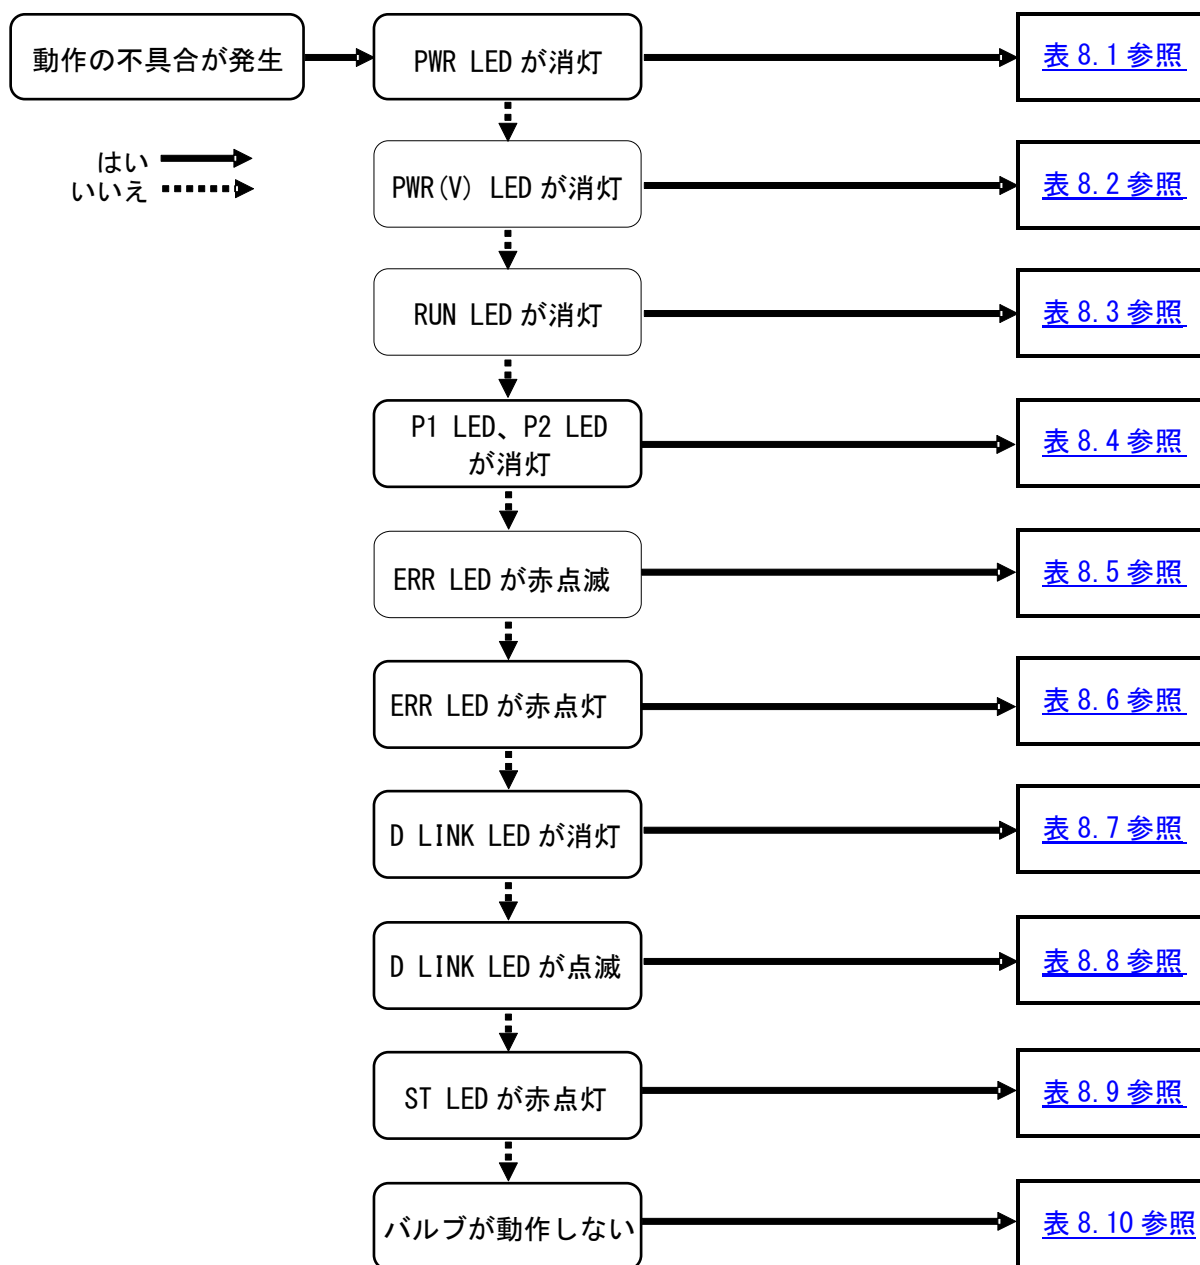 動作の不具合が発生
PWR LED が消灯
表 8.1 参照
はい
いいえ
PWR(V) LED が消灯
表 8.2 参照
RUN LED が消灯
表 8.3 参照
P1 LED、P2 LED
が消灯
表 8.4 参照
ERR LED が赤点滅
表 8.5 参照
ERR LED が赤点灯
表 8.6 参照
D LINK LED が消灯
表 8.7 参照
D LINK LED が点滅
表 8.8 参照
ST LED が赤点灯
表 8.9 参照
バルブが動作しない
表 8.10 参照